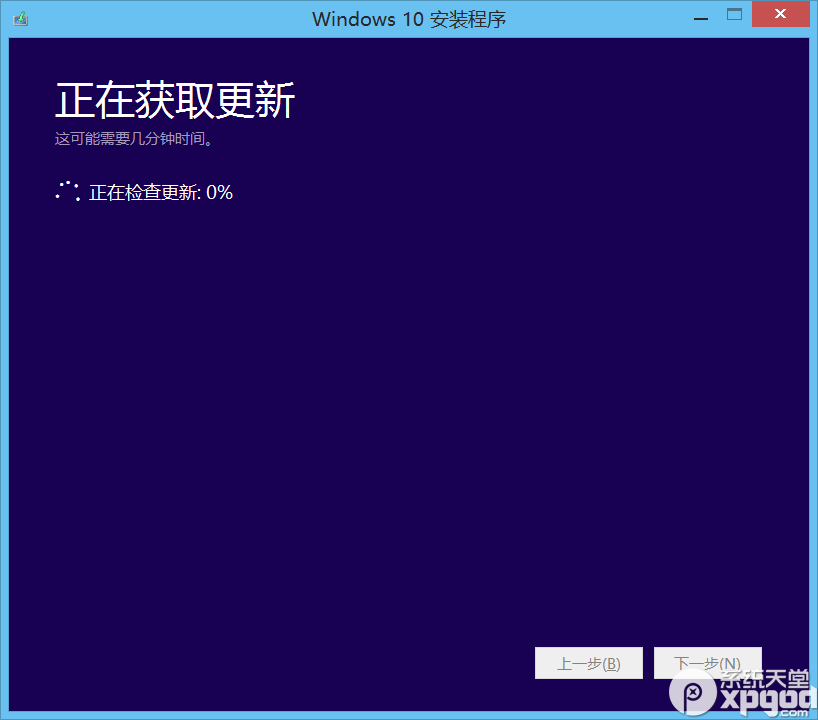 Windows 10 安装程序
正在获取更新
这可能需要几分钟时间。
正在检查更新: 0%
上一步(B)
下一步(N)
系统天堂
xpgod
.com